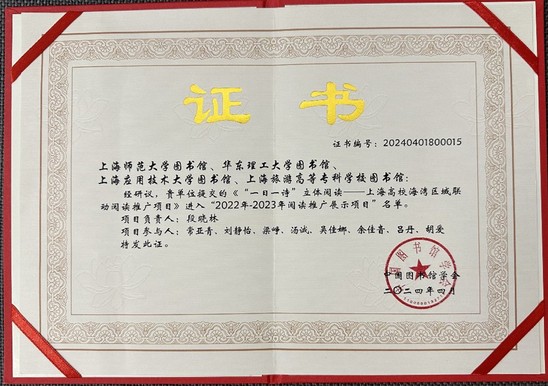 证 书
证书编号：20240401800015
上海师范大学图书馆、华东理工大学图书馆、
上海应用技术大学图书馆、上海旅游高等专科学校图书馆：
经研议，贵单位提交的《“一日一诗”立体阅读——上海高校海湾区域联
动阅读推广项目》进入“2022年-2023年阅读推广展示项目”名单。
项目负责人：段晓林
项目参与人：常亚青、刘静怡、梁峥、汤诚、吴佳娜、余佳音、吕丹、胡爱
特发此证。
中国图书馆学会
二〇二四年四月